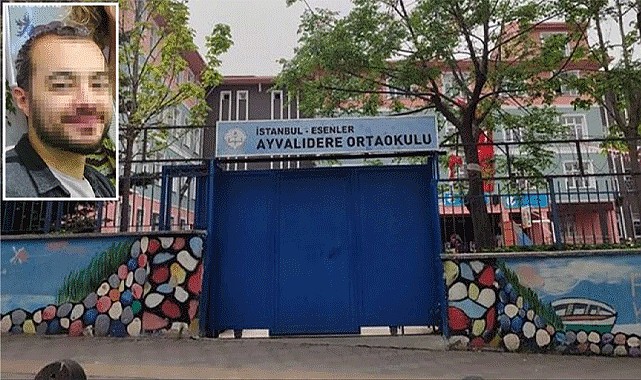 İSTANBUL - ESENLER
AYVALIDERE ORTAOKULU